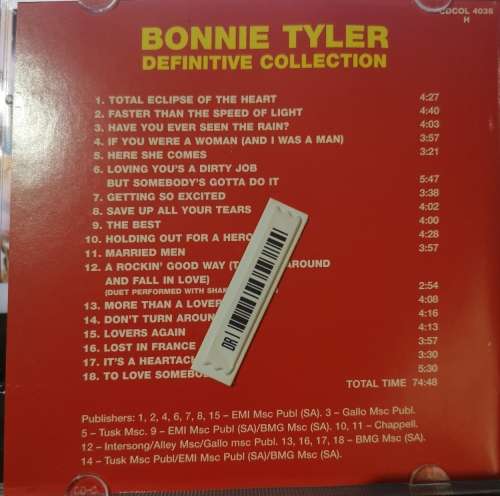 CDCOL 4036
H
BONNIE TYLER
DEFINITIVE COLLECTION
1. TOTAL ECLIPSE OF THE HEART 4:27
2. FASTER THAN THE SPEED OF LIGHT 4:40
3. HAVE YOU EVER SEEN THE RAIN? 4:03
4. IF YOU WERE A WOMAN (AND I WAS A MAN) 3:57
5. HERE SHE COMES 3:21
6. LOVING YOU'S A DIRTY JOB
BUT SOMEBODY'S GOTTA DO IT 5:47
7. GETTING SO EXCITED 3:38
8. SAVE UP ALL YOUR TEARS 4:02
9. THE BEST 4:00
10. HOLDING OUT FOR A HERO 4:28
11. MARRIED MEN 3:57
12. A ROCKIN' GOOD WAY (T AROUND
AND FALL IN LOVE)
(DUET PERFORMED WITH 2:54
13. MORE THAN A LOVER 4:08
14. DON'T TURN AROUN 4:16
15. LOVERS AGAIN 4:13
16. LOST IN FRANCE 3:57
17. IT'S A HEARTAC 3:30
18. TO LOVE SOMEBO 5:30
TOTAL TIME 74:48
DR
Publishers: 1, 2, 4, 6, 7, 8, 15 – EMI Msc Publ (SA). 3 – Gallo Msc Publ.
5 – Tusk Msc. 9 – EMI Msc Publ (SA)/BMG Msc (SA). 10, 11 – Chappell.
12 – Intersong/Alley Msc/Gallo msc Publ. 13, 16, 17, 18 – BMG Msc (SA).
14 – Tusk Msc Publ/EMI Msc Publ (SA)/BMG Msc (SA).